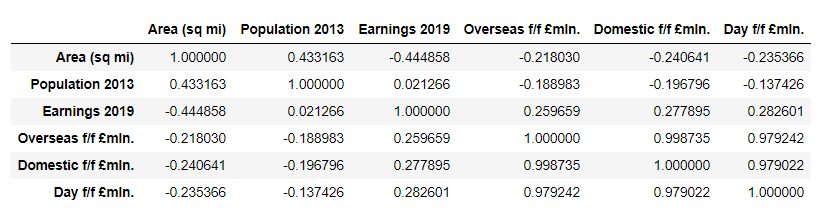 Area (sq mi) Population 2013 Earnings 2019 Overseas f/f £mln. Domestic f/f £mln. Day f/f £mln.
Area (sq mi) 1.000000 0.433163 -0.444858 -0.218030 -0.240641 -0.235366
Population 2013 0.433163 1.000000 0.021266 -0.188983 -0.196796 -0.137426
Earnings 2019 -0.444858 0.021266 1.000000 0.259659 0.277895 0.282601
Overseas f/f £mln. -0.218030 -0.188983 0.259659 1.000000 0.998735 0.979242
Domestic f/f £mln. -0.240641 -0.196796 0.277895 0.998735 1.000000 0.979022
Day f/f £mln. -0.235366 -0.137426 0.282601 0.979242 0.979022 1.000000